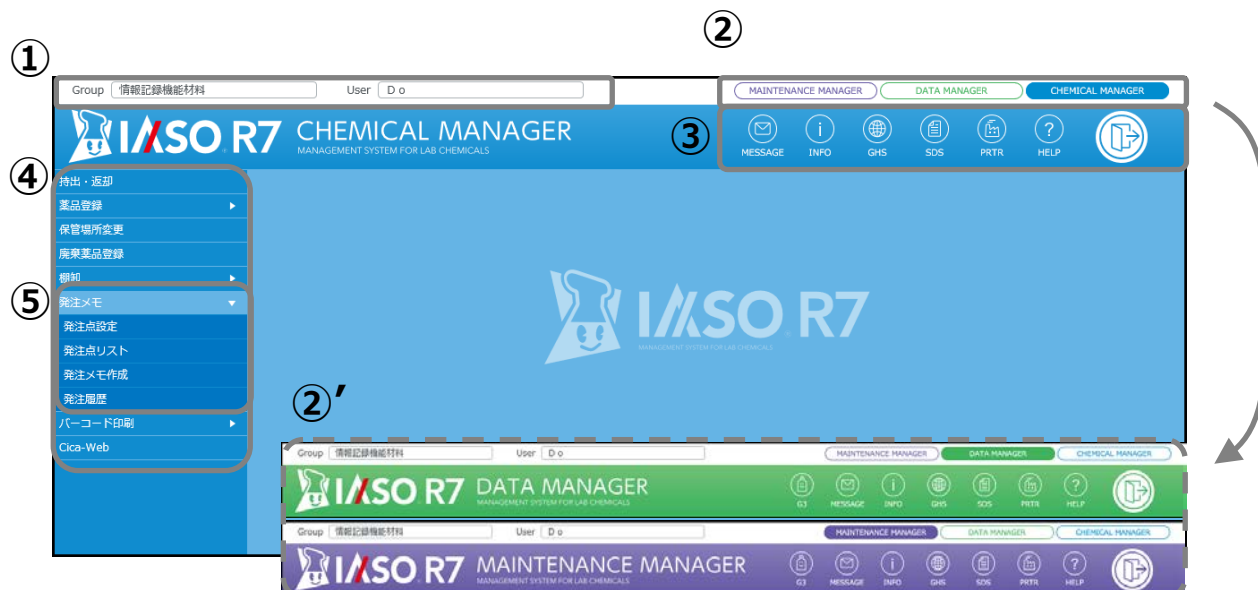 ①
②
Group 情報記録機能材料 User D o
MAINTENANCE MANAGER DATA MANAGER CHEMICAL MANAGER
IASO R7 CHEMICAL MANAGER
MANAGEMENT SYSTEM FOR LAB CHEMICALS
③
MESSAGE INFO GHS SDS PRTR HELP
④
持出・返却
薬品登録
保管場所変更
廃棄薬品登録
棚卸
⑤
発注メモ
発注点設定
発注点リスト
発注メモ作成
発注履歴
バーコード印刷
Cica-Web
IASO R7
MANAGEMENT SYSTEM FOR LAB CHEMICALS
②′
Group 情報記録機能材料 User D o
MAINTENANCE MANAGER DATA MANAGER CHEMICAL MANAGER
IASO R7 DATA MANAGER
MANAGEMENT SYSTEM FOR LAB CHEMICALS
G3 MESSAGE INFO GHS SDS PRTR HELP
Group 情報記録機能材料 User D o
MAINTENANCE MANAGER DATA MANAGER CHEMICAL MANAGER
IASO R7 MAINTENANCE MANAGER
MANAGEMENT SYSTEM FOR LAB CHEMICALS
G3 MESSAGE INFO GHS SDS PRTR HELP